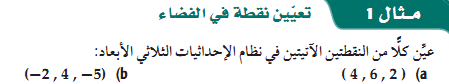 مـثـال 1 تعيين نقطة في الفضاء
عيّن كلًّا من النقطتين الآتيتين في نظام الإحداثيات الثلاثي الأبعاد:
(a (4 , 6 , 2) (b (−2 , 4 , −5)